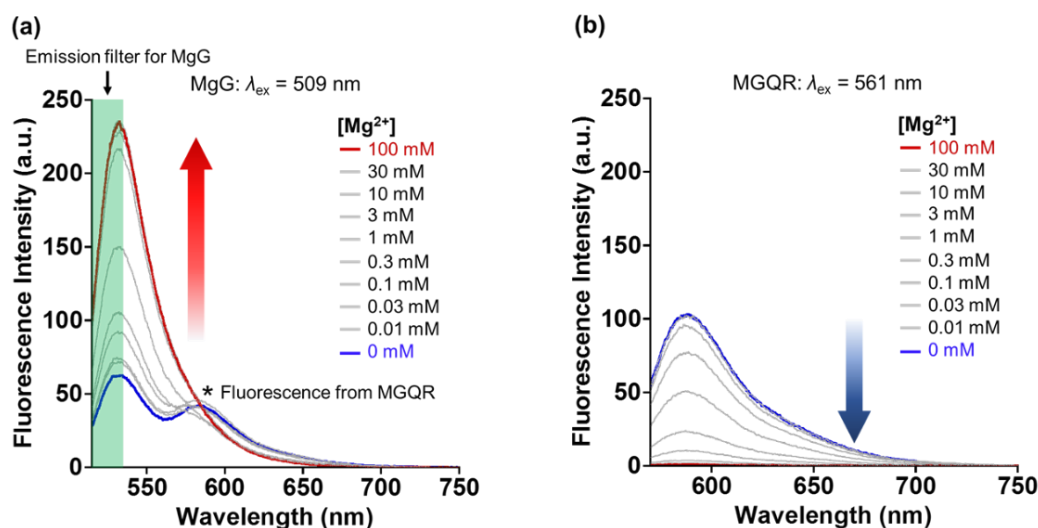 (a)
Emission filter for MgG
MgG: λex = 509 nm
250
200
150
100
50
0
Fluorescence Intensity (a.u.)
[Mg²⁺]
100 mM
30 mM
10 mM
3 mM
1 mM
0.3 mM
0.1 mM
0.03 mM
0.01 mM
0 mM
* Fluorescence from MGQR
550
600
650
700
750
Wavelength (nm)
(b)
MGQR: λex = 561 nm
250
200
150
100
50
0
Fluorescence Intensity (a.u.)
[Mg²⁺]
100 mM
30 mM
10 mM
3 mM
1 mM
0.3 mM
0.1 mM
0.03 mM
0.01 mM
0 mM
600
650
700
750
Wavelength (nm)